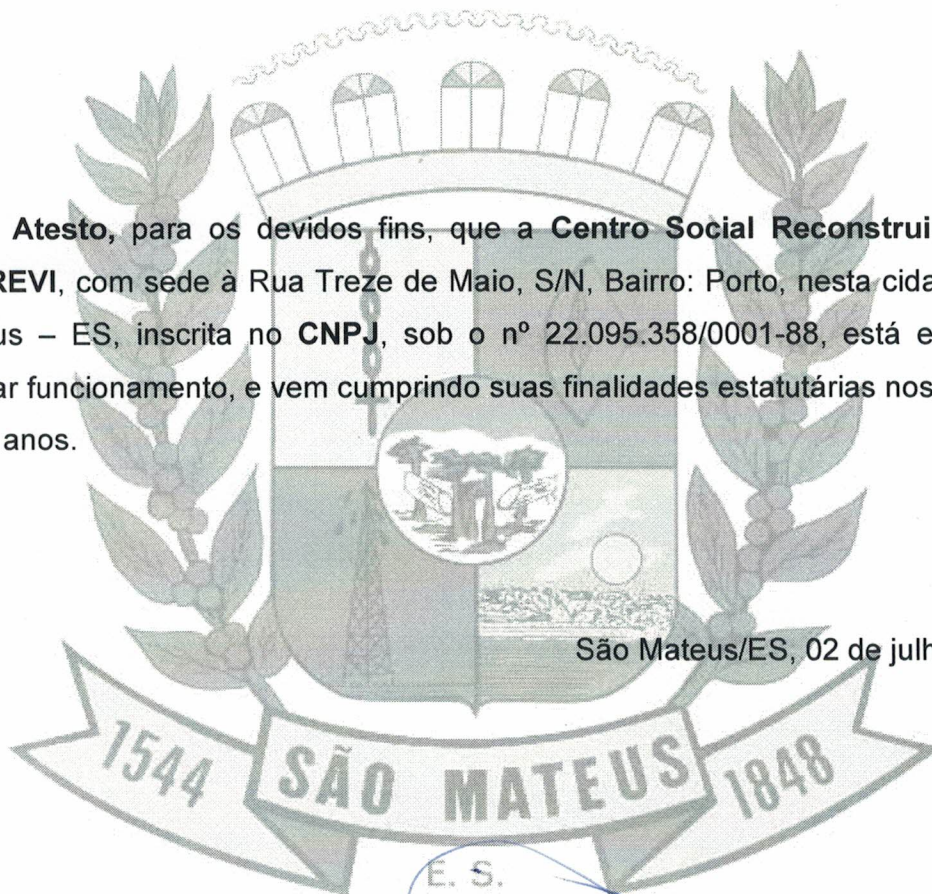 Atesto, para os devidos fins, que a Centro Social Reconstrui
REVI, com sede à Rua Treze de Maio, S/N, Bairro: Porto, nesta cida
us – ES, inscrita no CNPJ, sob o nº 22.095.358/0001-88, está e
ar funcionamento, e vem cumprindo suas finalidades estatutárias nos
anos.
São Mateus/ES, 02 de julh
1544 SÃO MATEUS 1848
E. S.